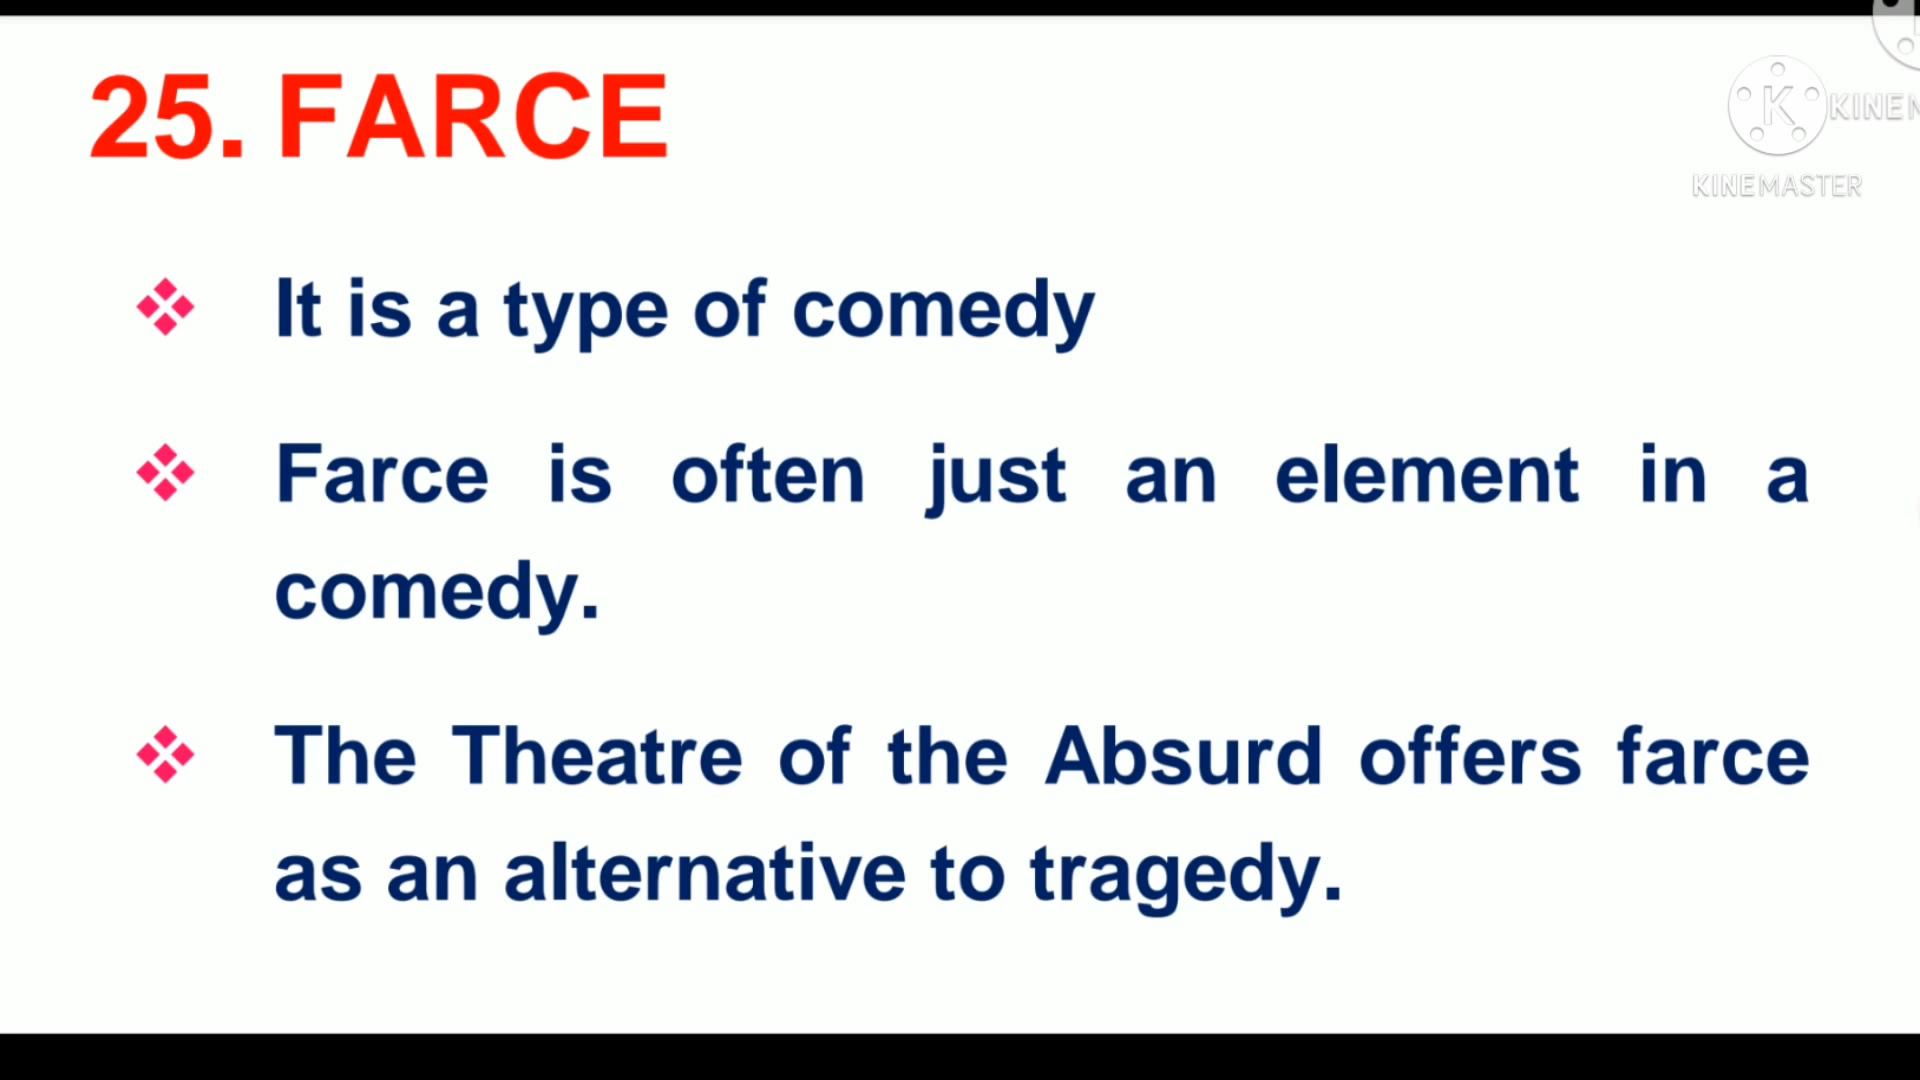 25. FARCE
KINEM
KINEMASTER
It is a type of comedy
Farce is often just an element in a
comedy.
The Theatre of the Absurd offers farce
as an alternative to tragedy.